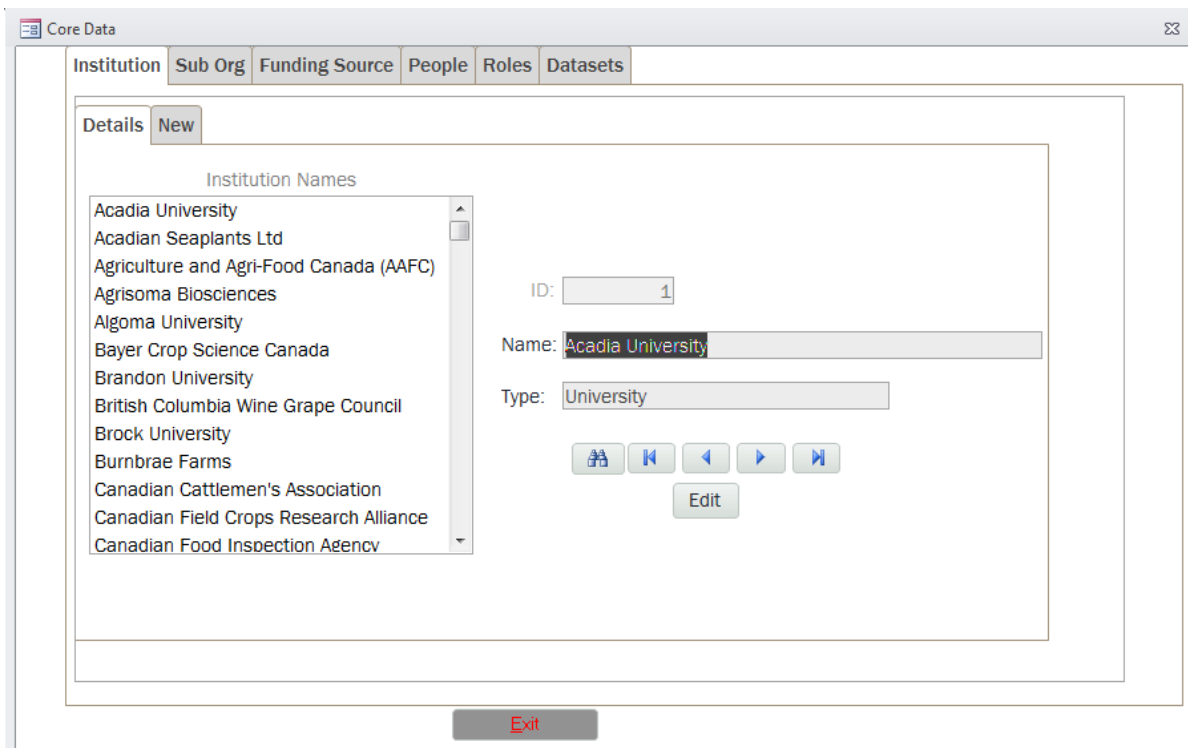 Core Data
Institution Sub Org Funding Source People Roles Datasets
Details New
Institution Names
Acadia University
Acadian Seaplants Ltd
Agriculture and Agri-Food Canada (AAFC)
Agrisoma Biosciences
Algoma University
Bayer Crop Science Canada
Brandon University
British Columbia Wine Grape Council
Brock University
Burnbrae Farms
Canadian Cattlemen's Association
Canadian Field Crops Research Alliance
Canadian Food Inspection Agency
ID: 1
Name: Acadia University
Type: University
Edit
Exit